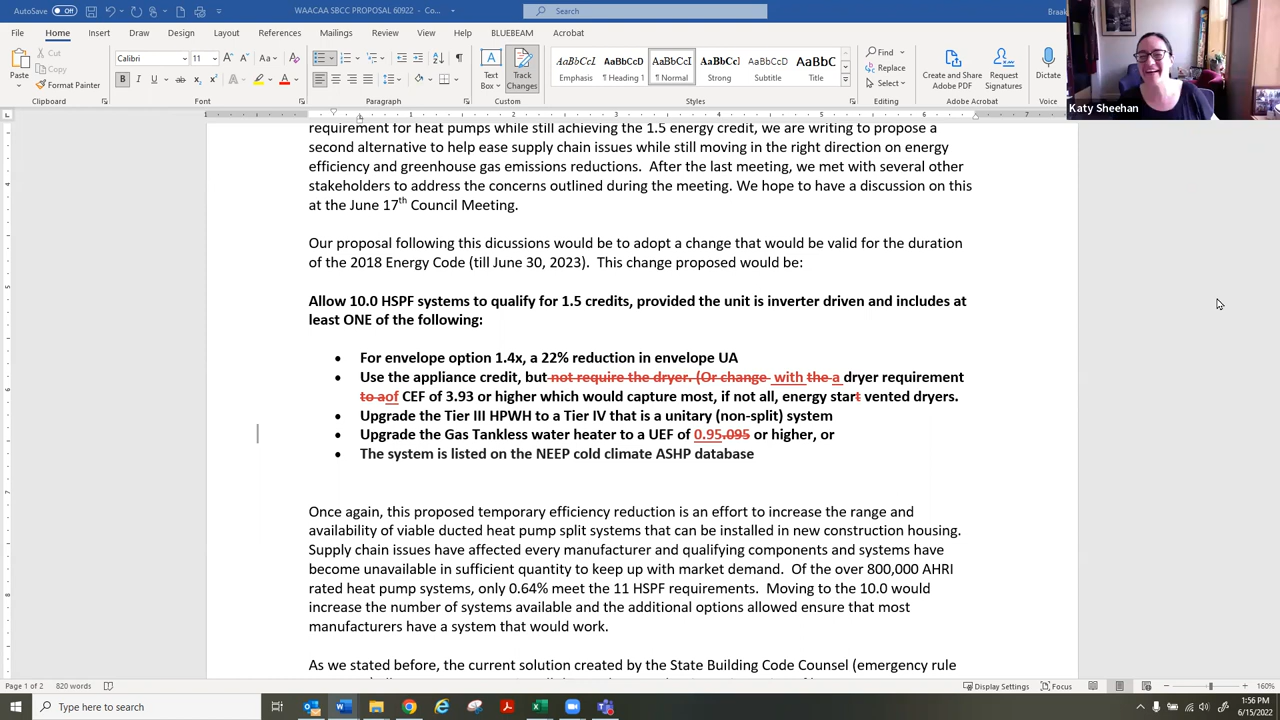 AutoSave Off WAACAA SBCC PROPOSAL 60922 - Co... Search Braak
File Home Insert Draw Design Layout References Mailings Review View Help BLUEBEAM Acrobat
Paste Cut Copy Format Painter Clipboard
Calibri 11 Font
Paragraph
Text Box Track Changes Custom
AaBbCcL AaBbCcD AaBbCcI AaBbCc AaBbCcD AaBbC
Emphasis ¶ Heading 1 ¶ Normal Strong Subtitle Title Styles
Find Replace Select Editing
Create and Share Adobe PDF Request Signatures Adobe Acrobat
Dictate Voice
Katy Sheehan
requirement for heat pumps while still achieving the 1.5 energy credit, we are writing to propose a
second alternative to help ease supply chain issues while still moving in the right direction on energy
efficiency and greenhouse gas emissions reductions. After the last meeting, we met with several other
stakeholders to address the concerns outlined during the meeting. We hope to have a discussion on this
at the June 17th Council Meeting.
Our proposal following this dicussions would be to adopt a change that would be valid for the duration
of the 2018 Energy Code (till June 30, 2023). This change proposed would be:
Allow 10.0 HSPF systems to qualify for 1.5 credits, provided the unit is inverter driven and includes at
least ONE of the following:
• For envelope option 1.4x, a 22% reduction in envelope UA
• Use the appliance credit, but not require the dryer. (Or change with the a dryer requirement
to aof CEF of 3.93 or higher which would capture most, if not all, energy start vented dryers.
• Upgrade the Tier III HPWH to a Tier IV that is a unitary (non-split) system
• Upgrade the Gas Tankless water heater to a UEF of 0.95.095 or higher, or
• The system is listed on the NEEP cold climate ASHP database
Once again, this proposed temporary efficiency reduction is an effort to increase the range and
availability of viable ducted heat pump split systems that can be installed in new construction housing.
Supply chain issues have affected every manufacturer and qualifying components and systems have
become unavailable in sufficient quantity to keep up with market demand. Of the over 800,000 AHRI
rated heat pump systems, only 0.64% meet the 11 HSPF requirements. Moving to the 10.0 would
increase the number of systems available and the additional options allowed ensure that most
manufacturers have a system that would work.
As we stated before, the current solution created by the State Building Code Counsel (emergency rule
Page 1 of 2 820 words Display Settings Focus 160%
Type here to search 1:56 PM
6/15/2022